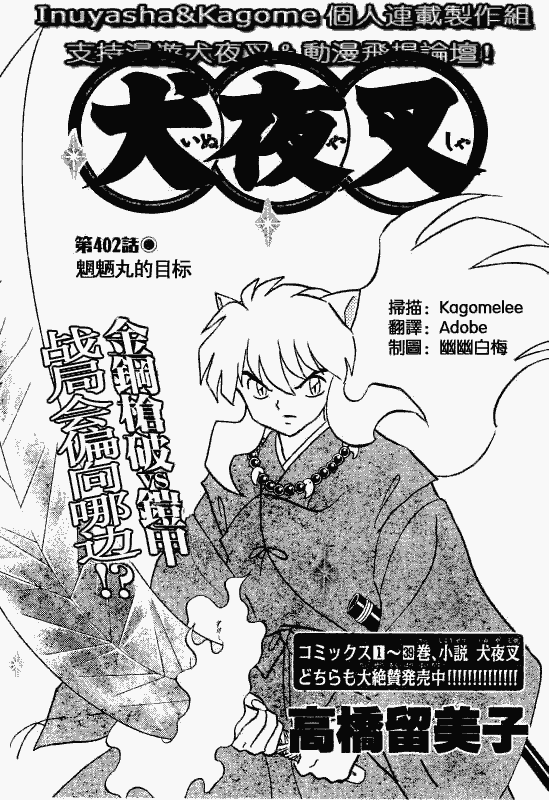 Inuyasha&Kagome 個人連載製作組
支持漫遊犬夜叉 & 動漫飛揚論壇!
犬夜叉
いぬ や しゃ
第402話◉
魍魎丸的目标
掃描：Kagomelee
翻譯：Adobe
制圖：幽幽白梅
金鋼槍破vs鎧甲
战局会偏向哪边!?
コミックス1～39巻、小説 犬夜叉
どちらも大絶賛発売中!!!!!!!!!!!!!!
高橋留美子